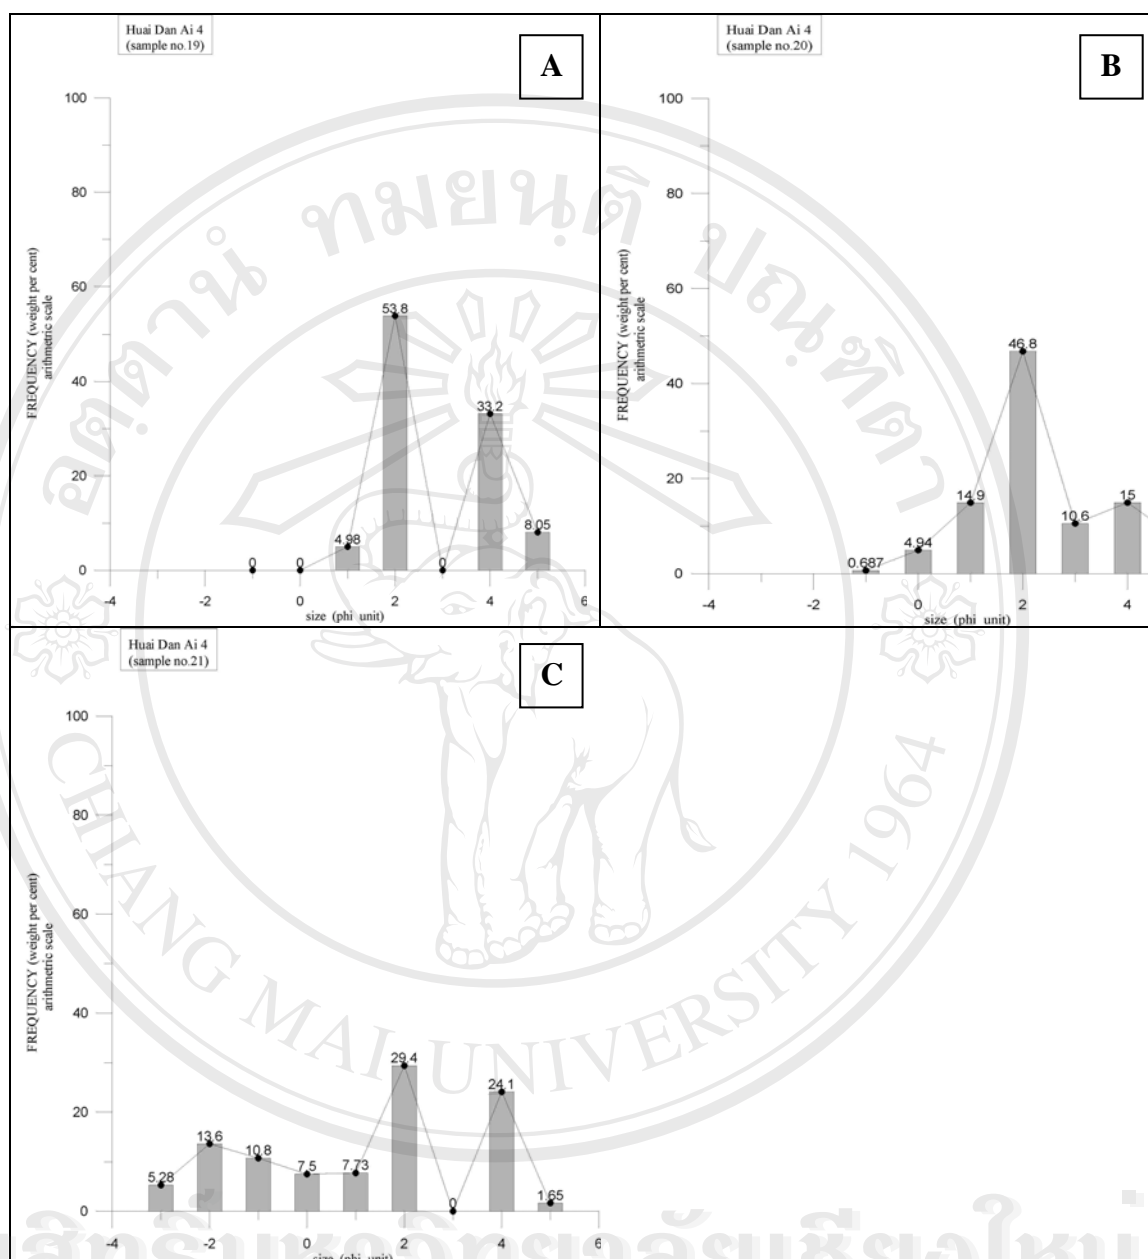 Huai Dan Ai 4
(sample no.19)
A
100
80
60
40
20
0
FREQUENCY (weight per cent)
arithmetric scale
0
0
4.98
53.8
0
33.2
8.05
-4 -2 0 2 4 6
size (phi unit)
Huai Dan Ai 4
(sample no.20)
B
100
80
60
40
20
0
FREQUENCY (weight per cent)
arithmetric scale
0.687
4.94
14.9
46.8
10.6
15
-4 -2 0 2 4
size (phi unit)
Huai Dan Ai 4
(sample no.21)
C
100
80
60
40
20
0
FREQUENCY (weight per cent)
arithmetric scale
5.28
13.6
10.8
7.5
7.73
29.4
0
24.1
1.65
-4 -2 0 2 4 6
size (phi unit)
CHIANG MAI UNIVERSITY 1964